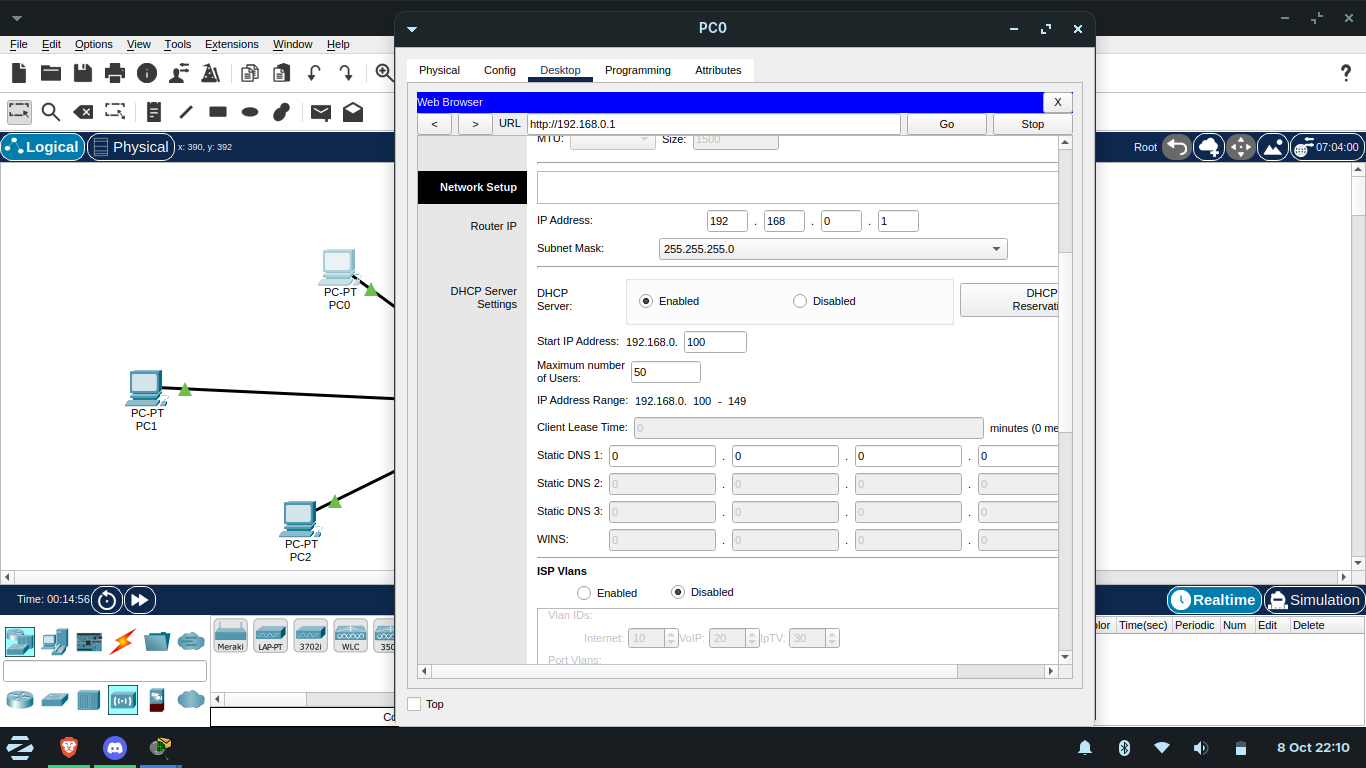 PC0
File Edit Options View Tools Extensions Window Help
?
Physical Config Desktop Programming Attributes
Web Browser X
< > URL http://192.168.0.1 Go Stop
Logical Physical x: 390, y: 392
Root 07:04:00
MTU: Size: 1500
Network Setup
Router IP
IP Address: 192 . 168 . 0 . 1
Subnet Mask: 255.255.255.0
DHCP Server
Settings
DHCP
Server:
Enabled Disabled
DHCP
Reservati
Start IP Address: 192.168.0. 100
Maximum number
of Users: 50
IP Address Range: 192.168.0. 100 - 149
Client Lease Time: 0 minutes (0 me
Static DNS 1: 0 . 0 . 0 . 0
Static DNS 2: 0 . 0 . 0 . 0
Static DNS 3: 0 . 0 . 0 . 0
WINS: 0 . 0 . 0 . 0
ISP Vlans
Enabled Disabled
Vlan IDs:
Internet: 10 VoIP: 20 IpTV: 30
Port Vlans:
Top
PC-PT
PC0
PC-PT
PC1
PC-PT
PC2
Time: 00:14:56
Realtime Simulation
Meraki LAP-PT 3702i WLC 350
Time(sec) Periodic Num Edit Delete
8 Oct 22:10